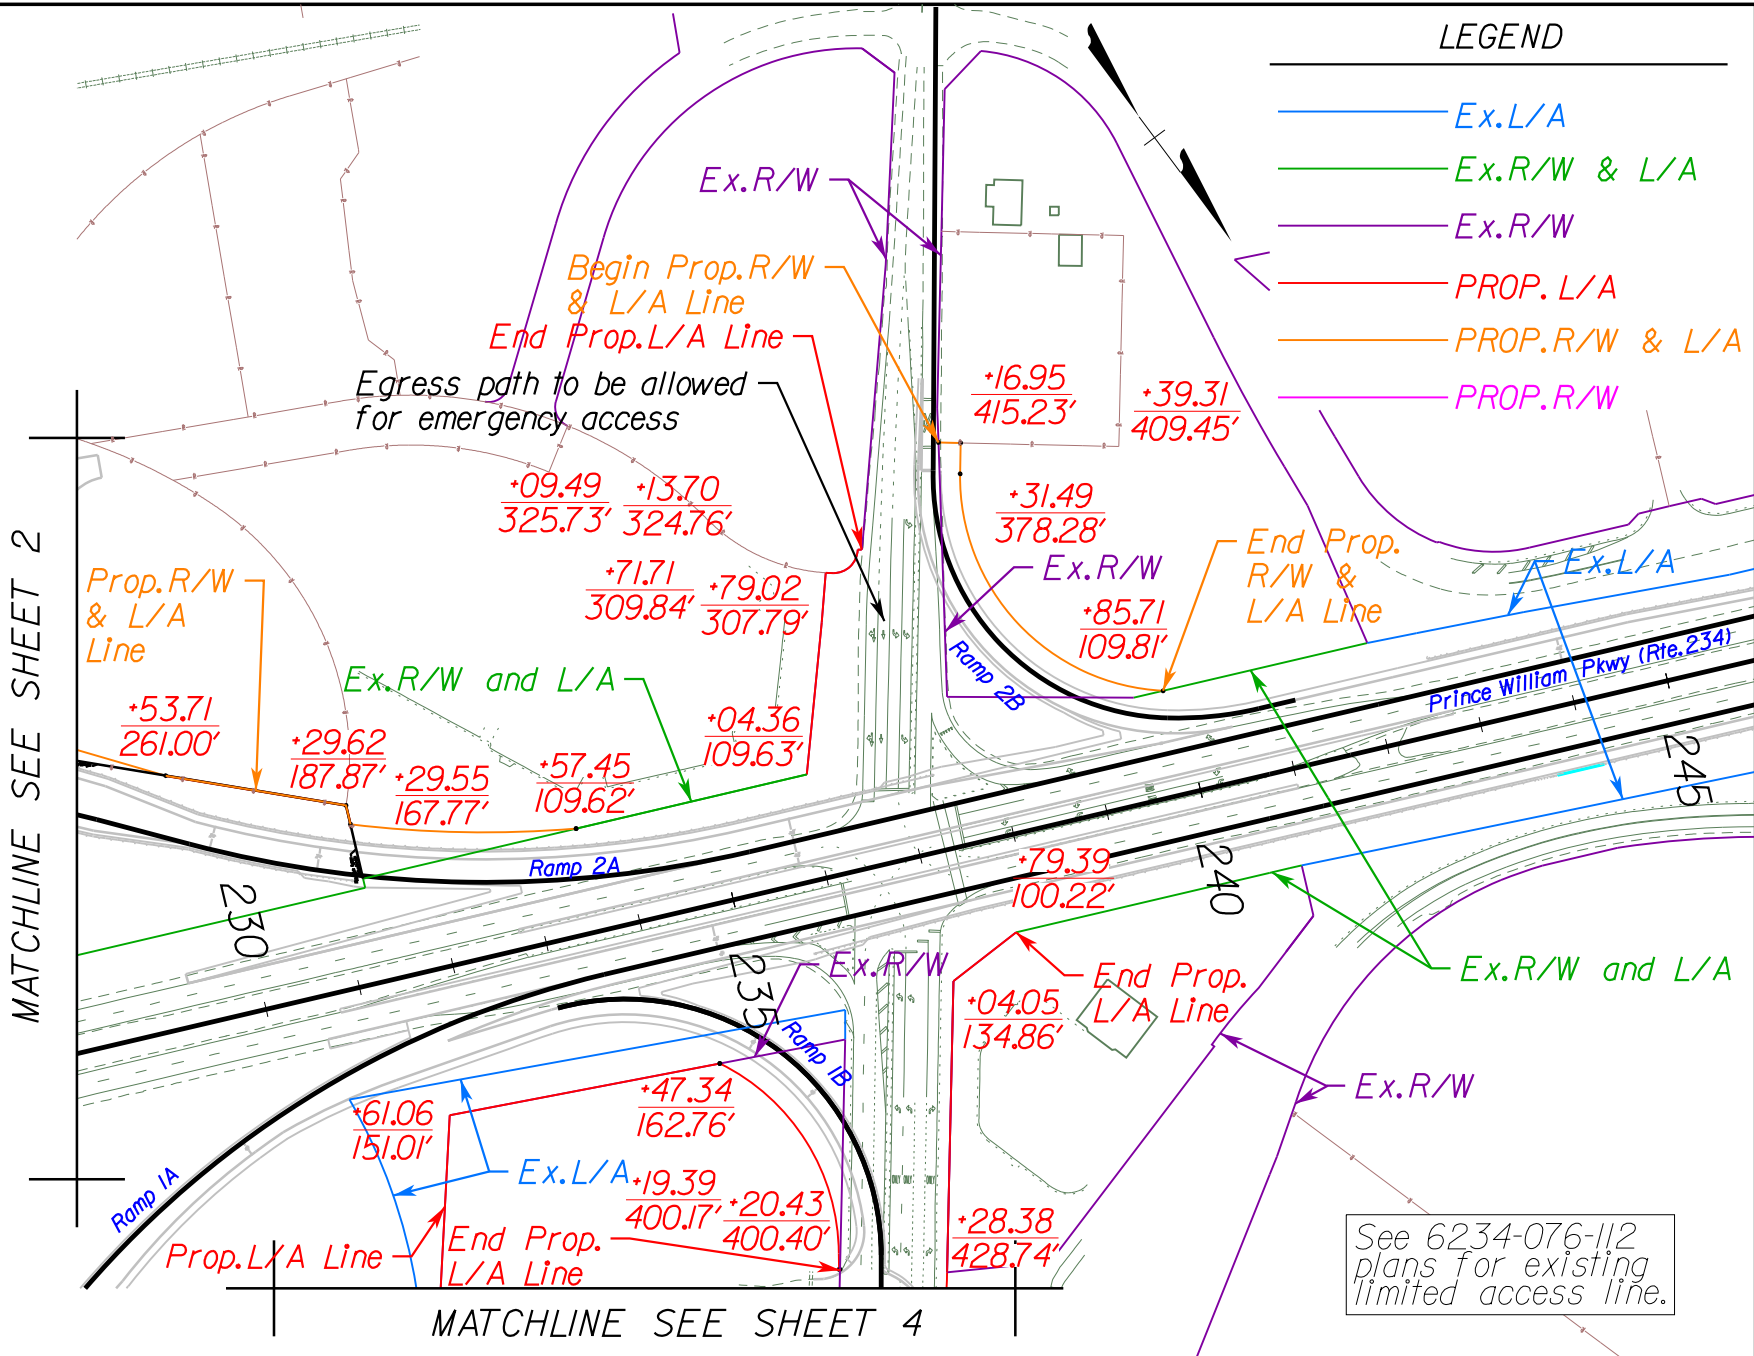 LEGEND
Ex. L/A
Ex. R/W & L/A
Ex. R/W
PROP. L/A
PROP. R/W & L/A
PROP. R/W
Ex. R/W
Begin Prop. R/W
& L/A Line
End Prop. L/A Line
Egress path to be allowed
for emergency access
+16.95
415.23'
+39.31
409.45'
+09.49
325.73'
+13.70
324.76'
+31.49
378.28'
MATCHLINE SEE SHEET 2
Prop. R/W
& L/A
Line
+71.71
309.84'
+79.02
307.79'
Ex. R/W
End Prop.
R/W &
L/A Line
Ex. L/A
+85.71
109.81'
Ramp 2B
Prince William Pkwy (Rte. 234)
Ex. R/W and L/A
+53.71
261.00'
+29.62
187.87'
+29.55
167.77'
+57.45
109.62'
+04.36
109.63'
245
Ramp 2A
+79.39
100.22'
240
230
235
Ex. R/W
End Prop.
L/A Line
Ex. R/W and L/A
+04.05
134.86'
Ramp 1B
Ex. R/W
+61.06
151.01'
+47.34
162.76'
Ex. L/A
+19.39
400.17'
+20.43
400.40'
Ramp 1A
Prop. L/A Line
End Prop.
L/A Line
+28.38
428.74'
See 6234-076-112
plans for existing
limited access line.
MATCHLINE SEE SHEET 4